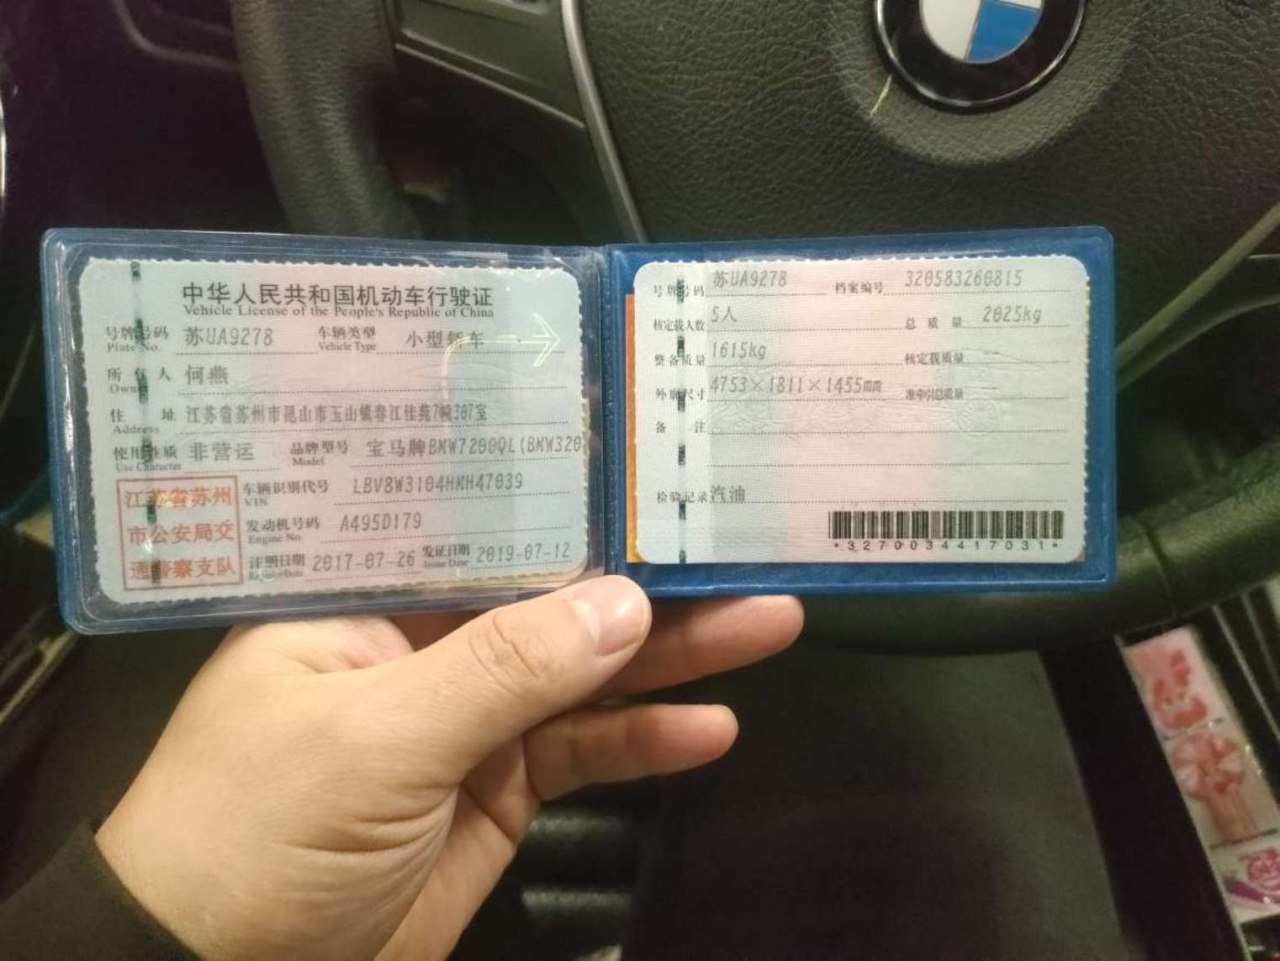 中华人民共和国机动车行驶证
Vehicle License of the People's Republic of China
号牌号码 苏UA9278 车辆类型 小型轿车
Plate No. Vehicle Type
所有人 何燕
Owner
住址 江苏省苏州市昆山市玉山镇春江佳苑7幢307室
Address
使用性质 非营运 品牌型号 宝马牌BMW7200QL(BMW320
Use Character Model
江苏省苏州
市公安局交
通警察支队
车辆识别代号 LBV8W3104HMH47039
VIN
发动机号码 A495D179
Engine No.
注册日期 2017-07-26 发证日期 2019-07-12
Register Date Issue Date
号牌号码 苏UA9278 档案编号 320583260815
核定载人数 5人 总质量 2025kg
整备质量 1615kg 核定载质量
外廓尺寸 4753×1811×1455mm 准牵引总质量
备注
检验记录 汽油
*3270034417031*